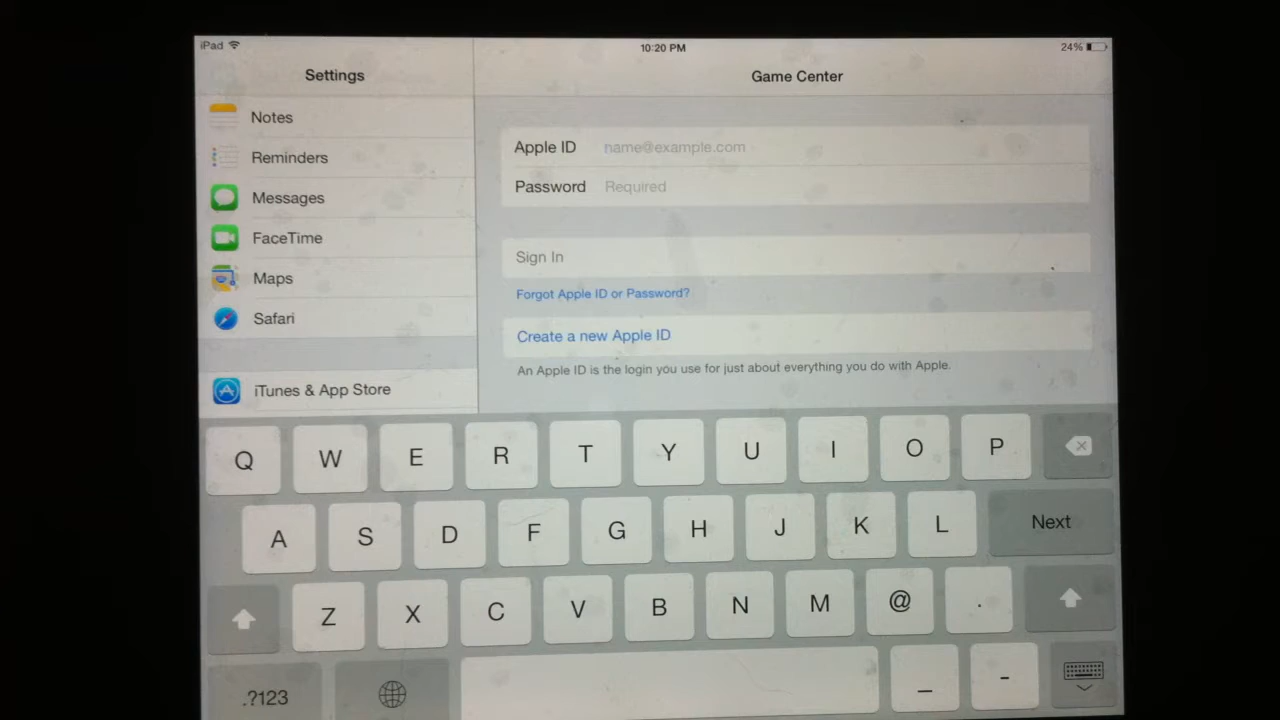 iPad 10:20 PM 24%
Settings
Game Center
Notes
Reminders
Messages
FaceTime
Maps
Safari
iTunes & App Store
Apple ID name@example.com
Password Required
Sign In
Forgot Apple ID or Password?
Create a new Apple ID
An Apple ID is the login you use for just about everything you do with Apple.
Q W E R T Y U I O P
A S D F G H J K L Next
Z X C V B N M @ .
.?123 _ -